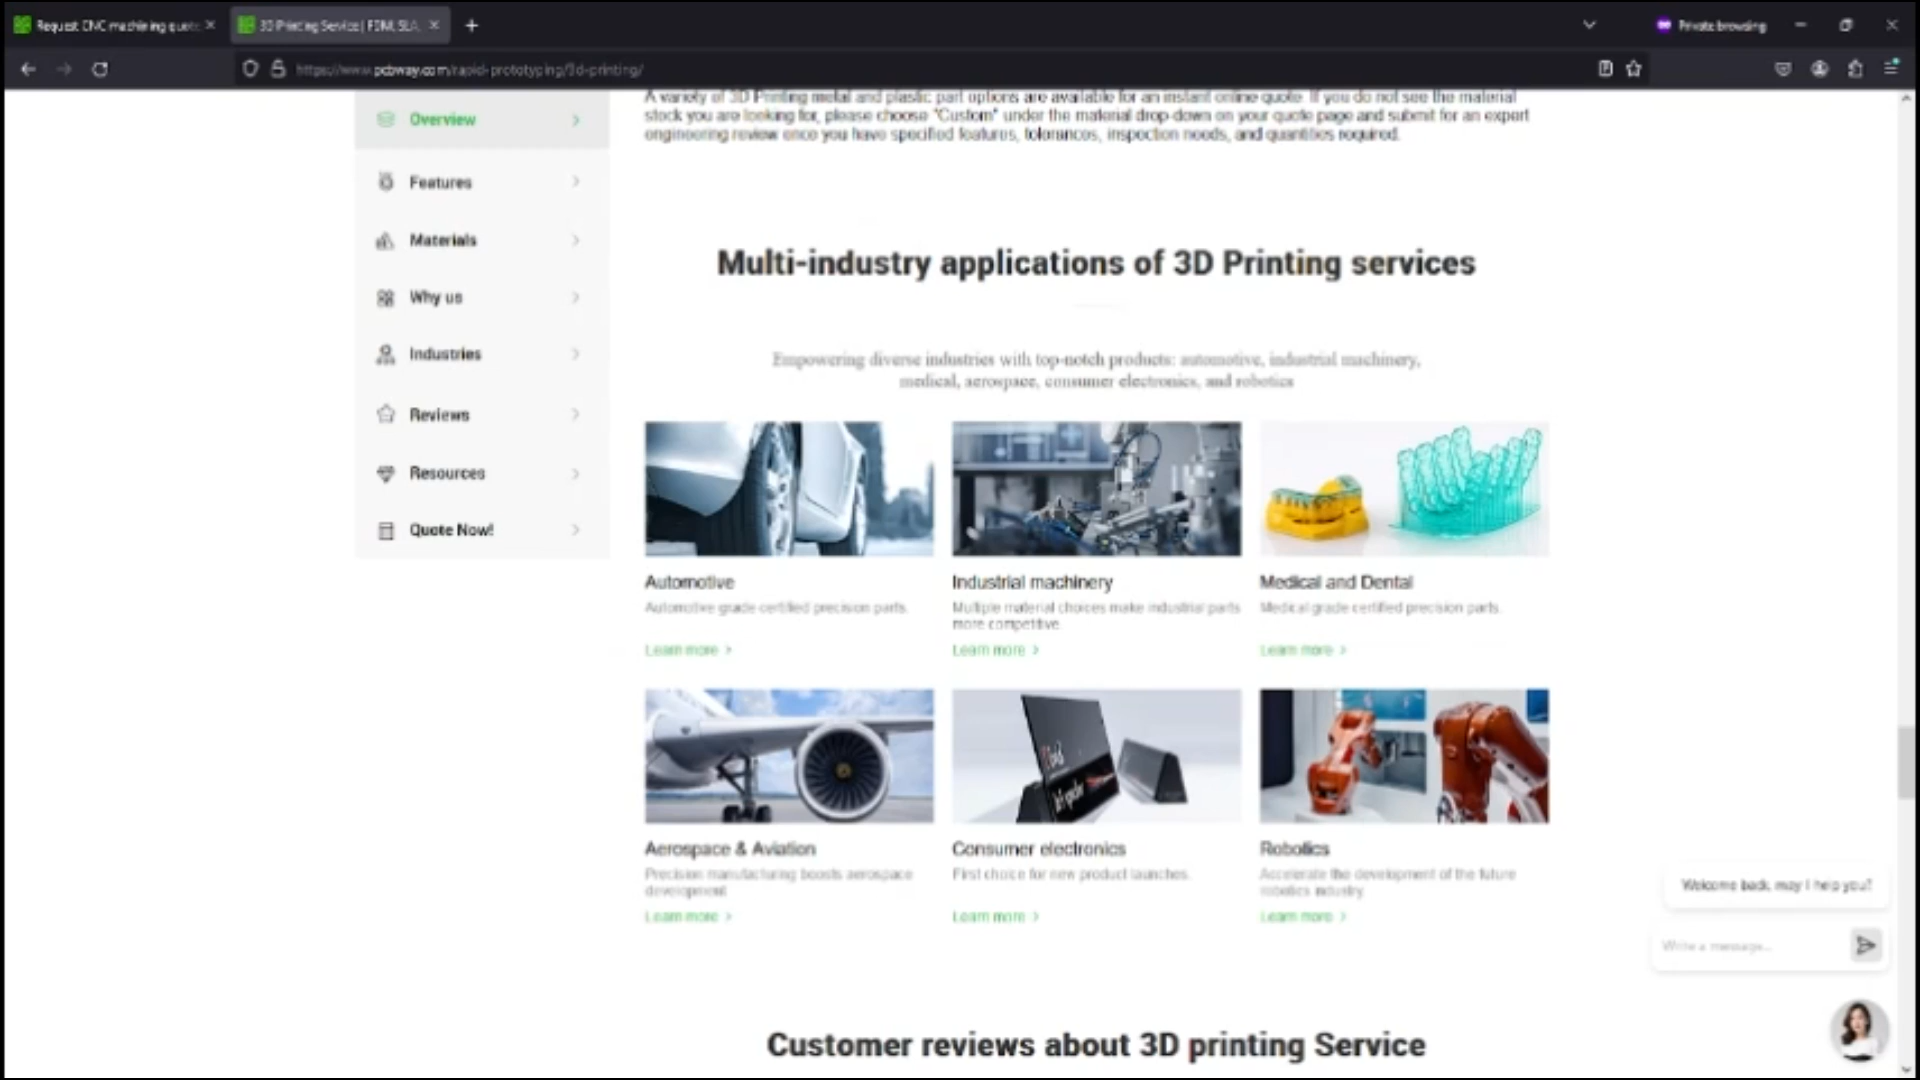 Request CNC machining quote
3D Printing Service | FDM, SLA,
Private browsing
https://www.pcbway.com/rapid-prototyping/3d-printing/
A variety of 3D Printing metal and plastic part options are available for an instant online quote. If you do not see the material
stock you are looking for, please choose "Custom" under the material drop-down on your quote page and submit for an expert
engineering review once you have specified features, tolerances, inspection needs, and quantities required.
Overview
Features
Materials
Why us
Industries
Reviews
Resources
Quote Now!
Multi-industry applications of 3D Printing services
Empowering diverse industries with top-notch products: automotive, industrial machinery,
medical, aerospace, consumer electronics, and robotics
Automotive
Automotive grade certified precision parts.
Learn more >
Industrial machinery
Multiple material choices make industrial parts
more competitive.
Learn more >
Medical and Dental
Medical grade certified precision parts.
Learn more >
Aerospace & Aviation
Precision manufacturing boosts aerospace
development
Learn more >
Consumer electronics
First choice for new product launches.
Learn more >
Robotics
Accelerate the development of the future
robotics industry.
Learn more >
Welcome back, may I help you?
Write a message...
Customer reviews about 3D printing Service